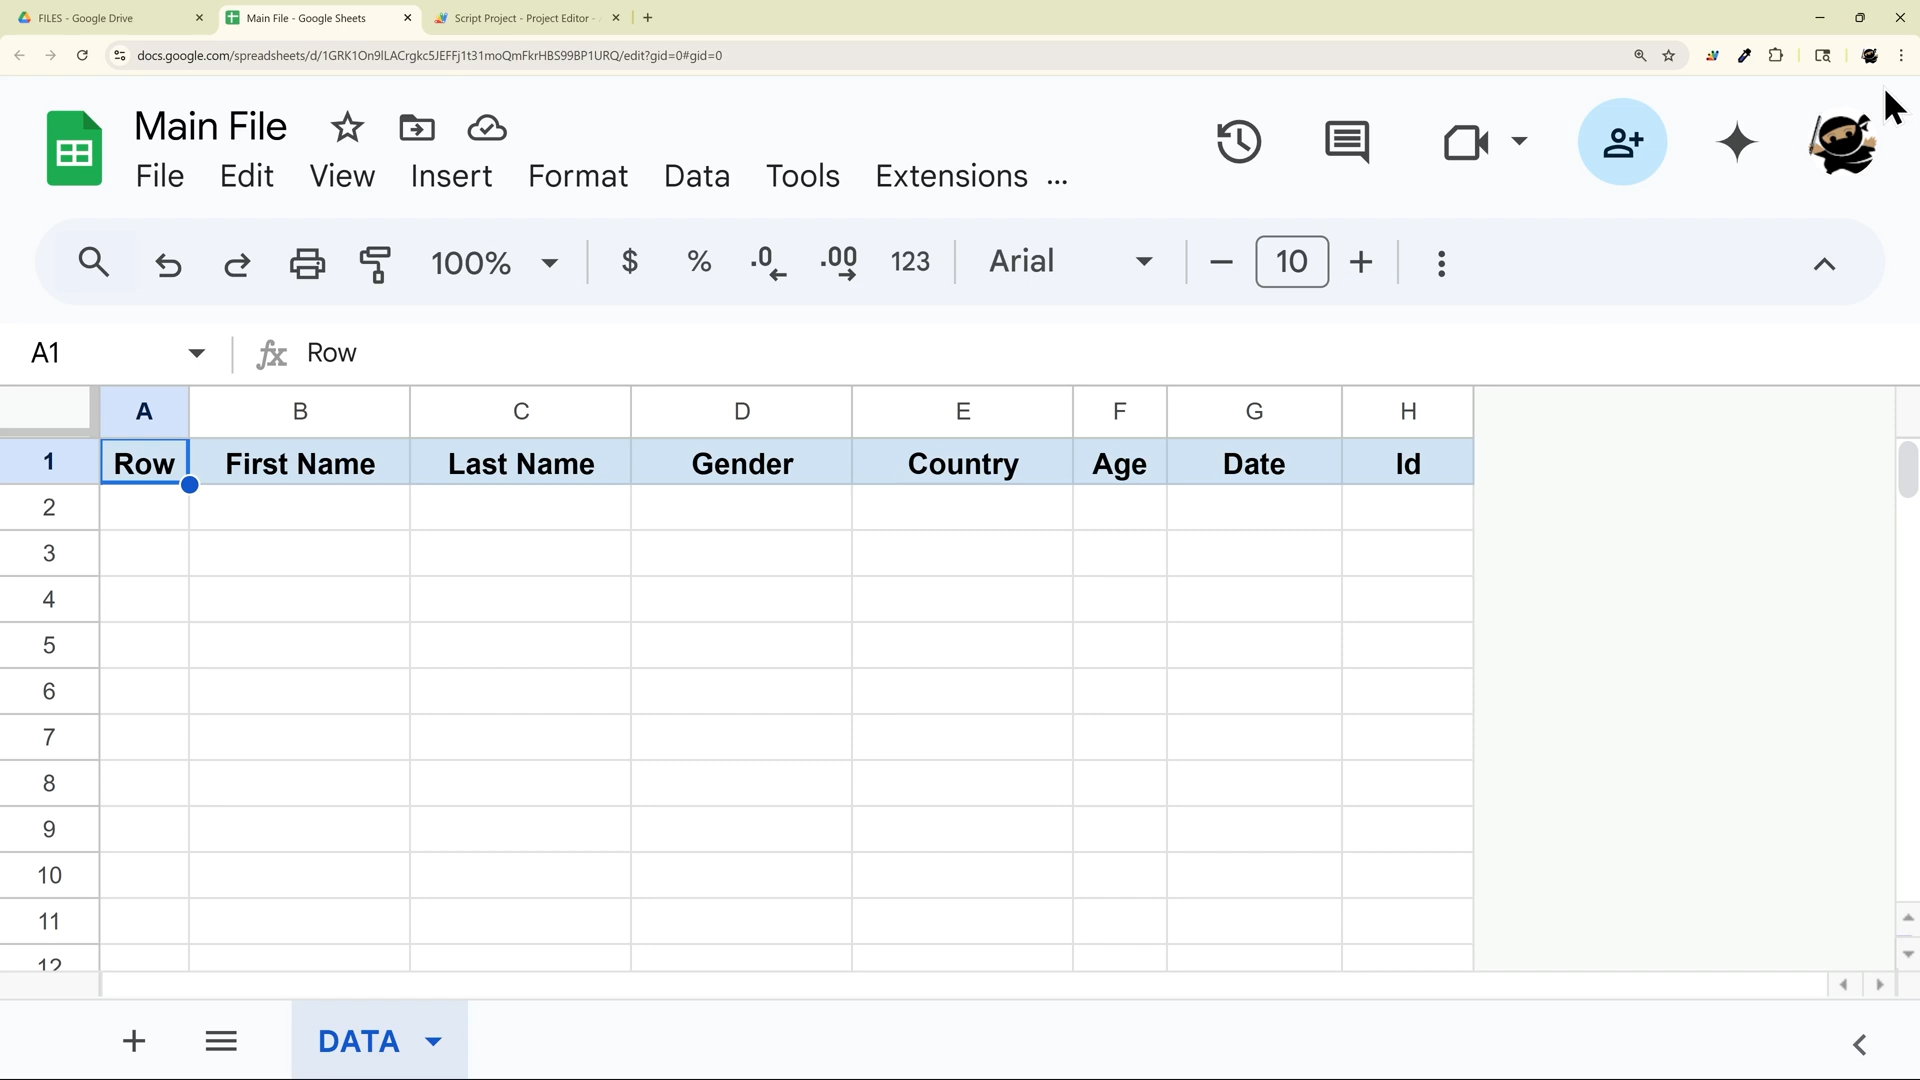 FILES - Google Drive
Main File - Google Sheets
Script Project - Project Editor -
docs.google.com/spreadsheets/d/1GRK1On9lLACrgkc5JEFFj1t31moQmFkrHBS99BP1URQ/edit?gid=0#gid=0
Main File
File Edit View Insert Format Data Tools Extensions ...
100% $ % .0 .00 123 Arial 10
A1 fx Row
A B C D E F G H
1 Row First Name Last Name Gender Country Age Date Id
2
3
4
5
6
7
8
9
10
11
12
DATA